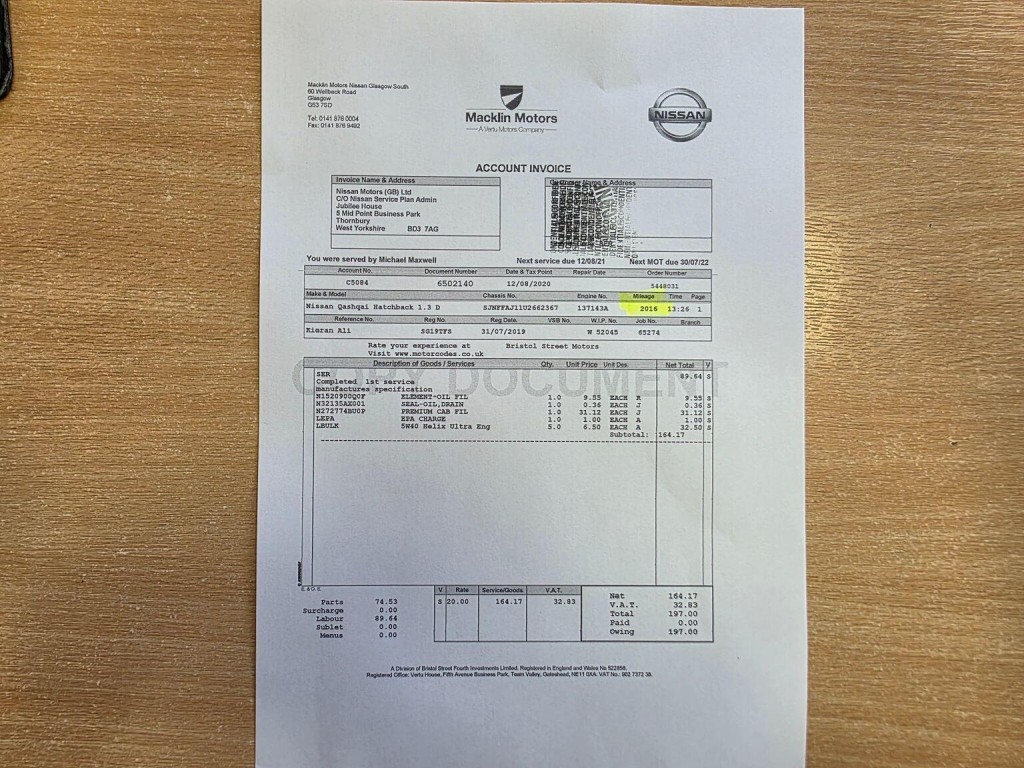 Macklin Motors Nissan Glasgow South
60 Wellbeck Road
Glasgow
G53 7SD
Tel: 0141 876 0004
Fax: 0141 876 9492
Macklin Motors
A Vertu Motors Company
NISSAN
ACCOUNT INVOICE
Invoice Name & Address
Nissan Motors (GB) Ltd
C/O Nissan Service Plan Admin
Jubilee House
5 Mid Point Business Park
Thornbury
West Yorkshire BD3 7AG
Customer Name & Address
You were served by Michael Maxwell Next service due 12/08/21 Next MOT due 30/07/22
Account No. Document Number Date & Tax Point Repair Date Order Number
C5084 6502140 12/08/2020 5448031
Make & Model Chassis No. Engine No. Mileage Time Page
Nissan Qashqai Hatchback 1.3 D SJNFFAJ11U2662367 137143A 2016 13:26 1
Reference No. Reg No. Reg Date. VSB No. W.I.P. No. Job No. Branch
Kieran Ali SG19TFS 31/07/2019 W 52045 65274
Rate your experience at Bristol Street Motors
Visit www.motorcodes.co.uk
Description of Goods / Services Qty. Unit Price Unit Des. Net Total V
COPY DOCUMENT
SER 89.64 S
Completed 1st service
manufactures specification
N1520900Q0F ELEMENT-OIL FIL 1.0 9.55 EACH R 9.55 S
N32135AX001 SEAL-OIL,DRAIN 1.0 0.36 EACH J 0.36 S
N272774BU0P PREMIUM CAB FIL 1.0 31.12 EACH J 31.12 S
LEPA EPA CHARGE 1.0 1.00 EACH A 1.00 S
LBULK 5W40 Helix Ultra Eng 5.0 6.50 EACH A 32.50 S
Subtotal: 164.17
E. & O. E.
V Rate Service/Goods V.A.T.
S 20.00 164.17 32.83
Parts 74.53
Surcharge 0.00
Labour 89.64
Sublet 0.00
Menus 0.00
Net 164.17
V.A.T. 32.83
Total 197.00
Paid 0.00
Owing 197.00
A Division of Bristol Street Fourth Investments Limited. Registered in England and Wales No 522898.
Registered Office: Vertu House, Fifth Avenue Business Park, Team Valley, Gateshead, NE11 0XA. VAT No.: 902 7372 39.